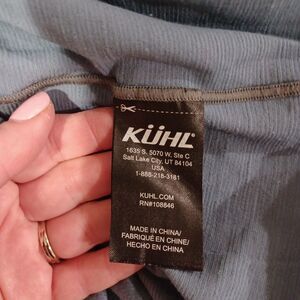 KÜHL
1635 S. 5070 W, Ste C
Salt Lake City, UT 84104
USA
1-888-218-3181
KUHL.COM
RN#108846
MADE IN CHINA/
FABRIQUÉ EN CHINE/
HECHO EN CHINA